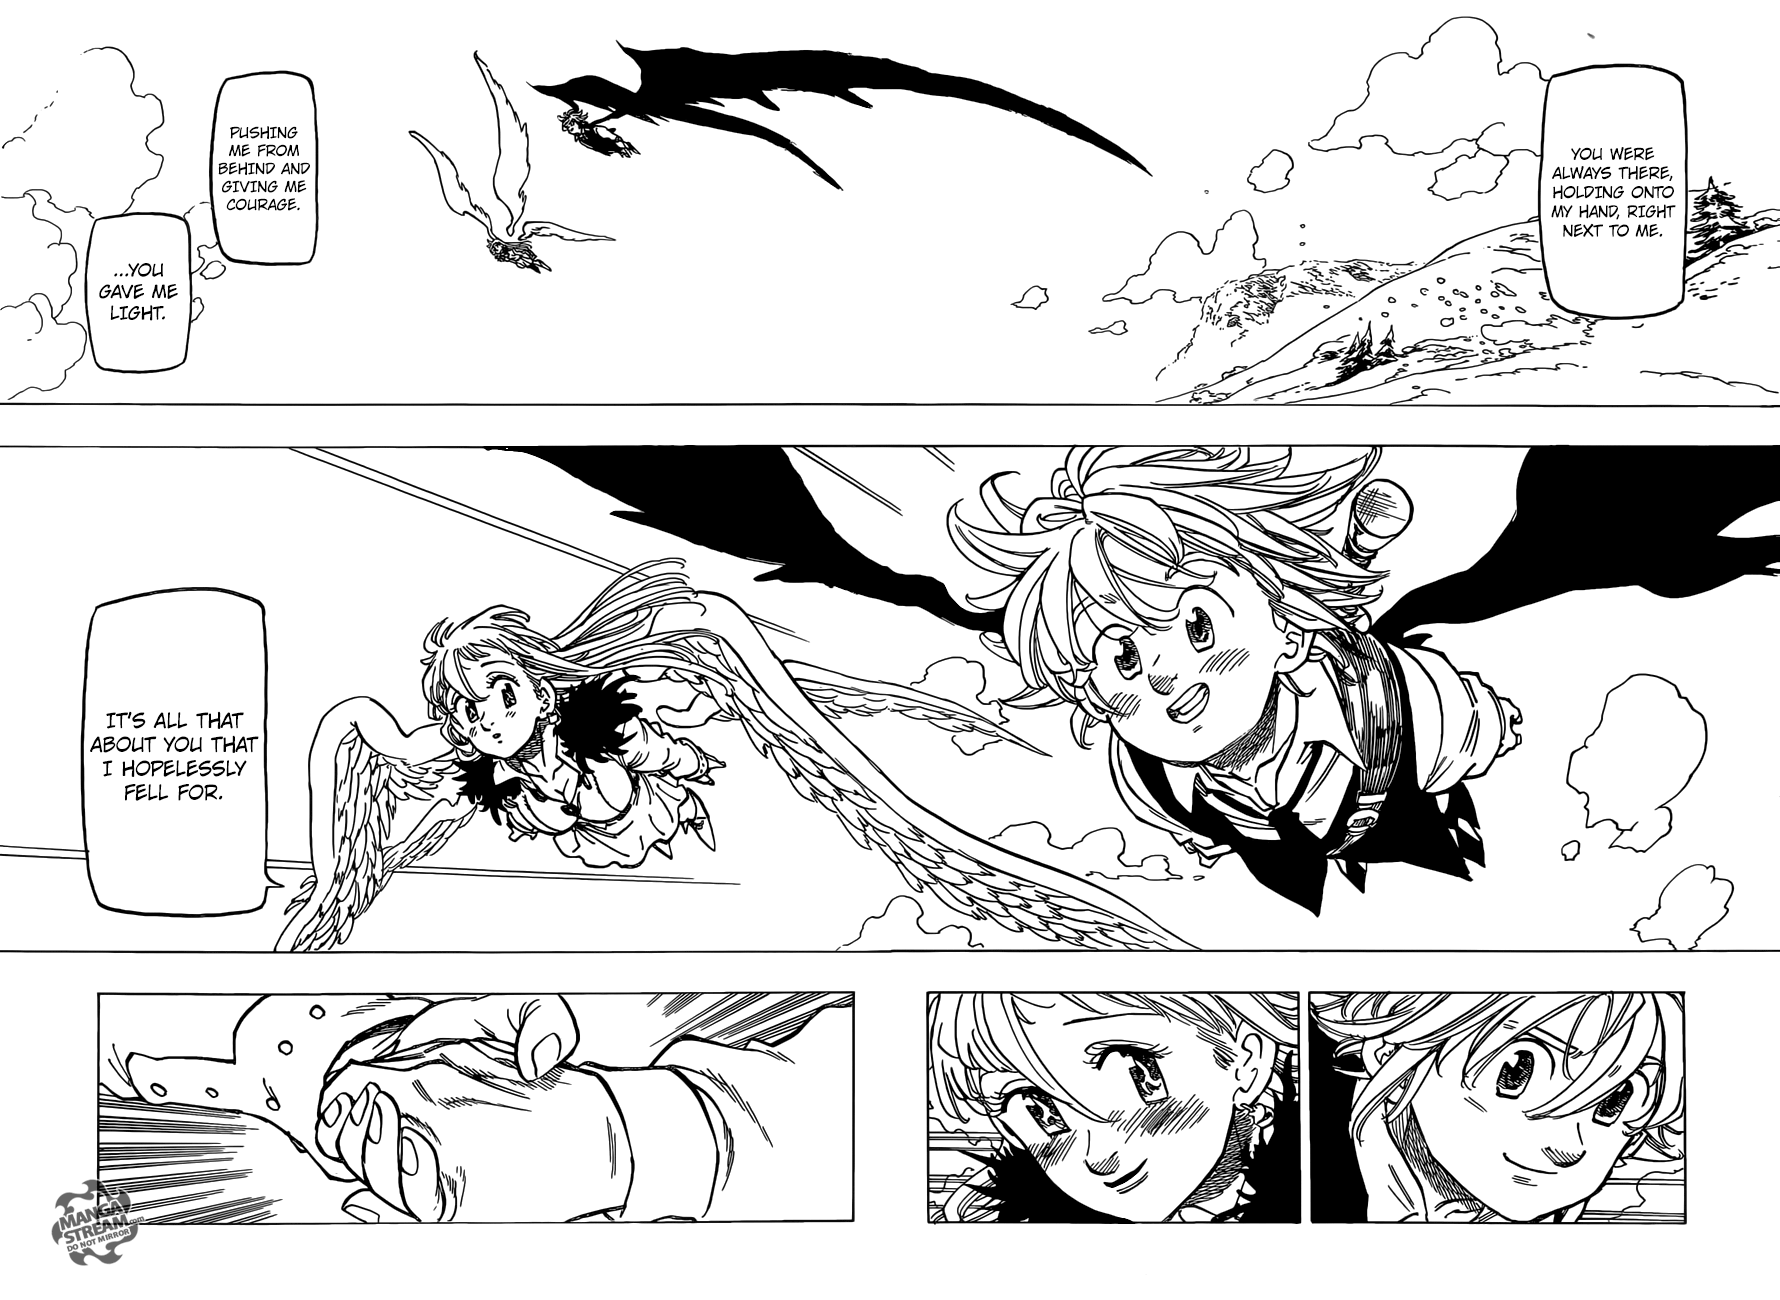 YOU WERE
ALWAYS THERE,
HOLDING ONTO
MY HAND, RIGHT
NEXT TO ME.
PUSHING
ME FROM
BEHIND AND
GIVING ME
COURAGE.
...YOU
GAVE ME
LIGHT.
IT'S ALL THAT
ABOUT YOU THAT
I HOPELESSLY
FELL FOR.
MANGA
STREAM.com
DO NOT MIRROR